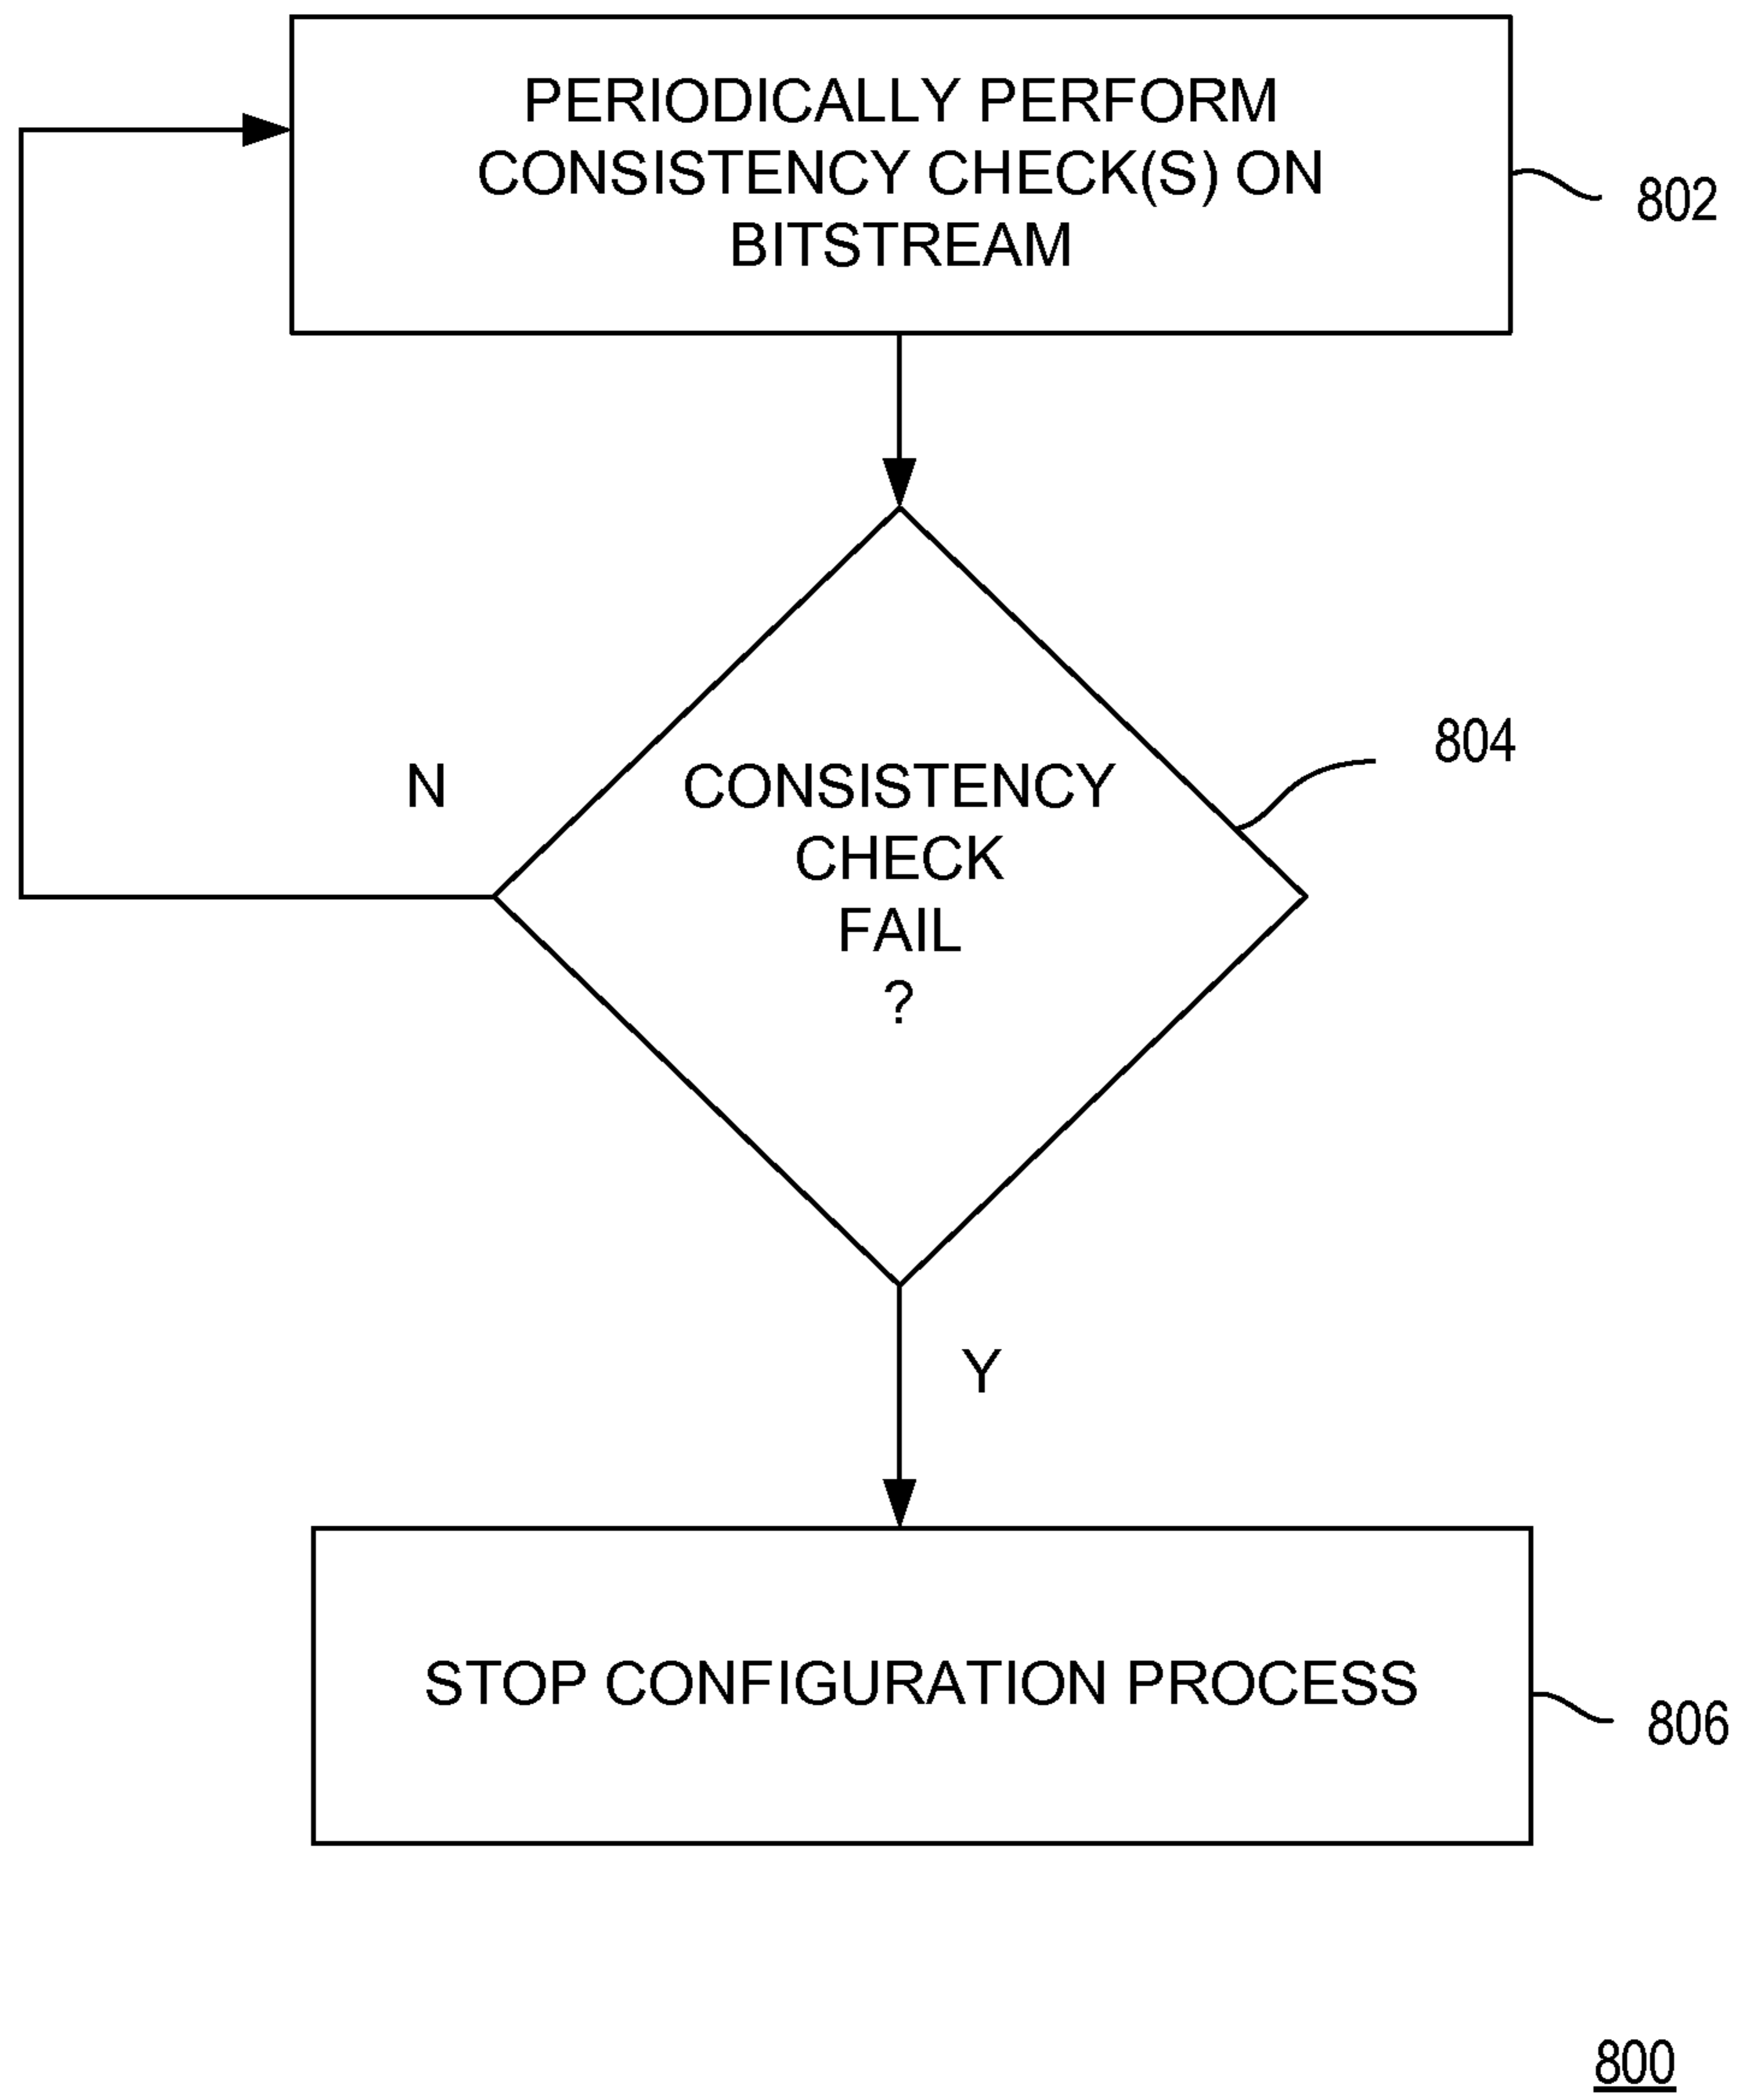 PERIODICALLY PERFORM
CONSISTENCY CHECK(S) ON
BITSTREAM
802
804
N
CONSISTENCY
CHECK
FAIL
?
Y
STOP CONFIGURATION PROCESS
806
800